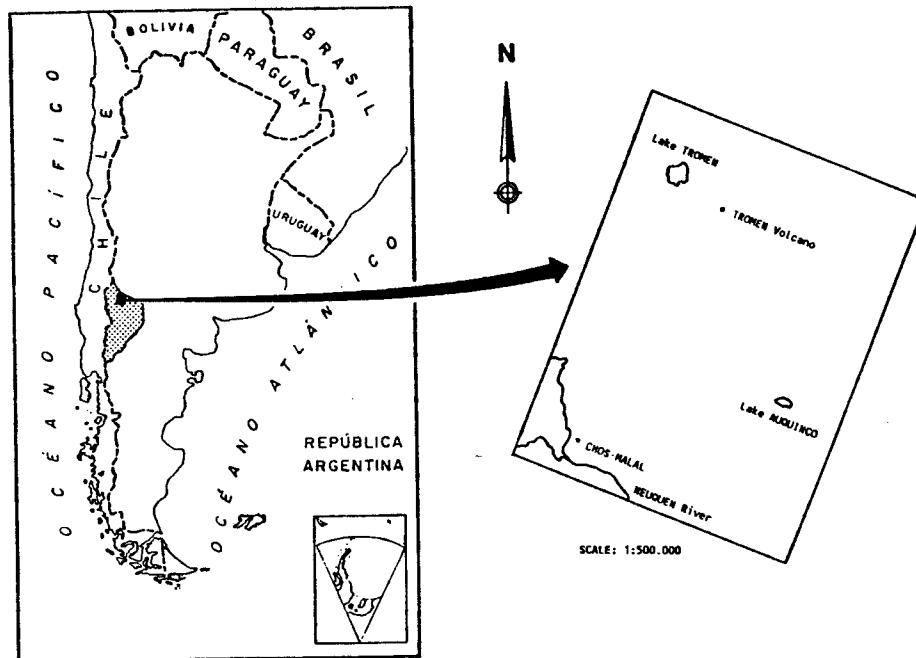 BOLIVIA
PARAGUAY
BRASIL
URUGUAY
CHILE
OCÉANO PACÍFICO
OCÉANO ATLÁNTICO
REPÚBLICA
ARGENTINA
N
Lake TROMEN
TROMEN Volcano
Lake AUQUINCO
CHOS-MALAL
NEUQUEN River
SCALE: 1:500.000